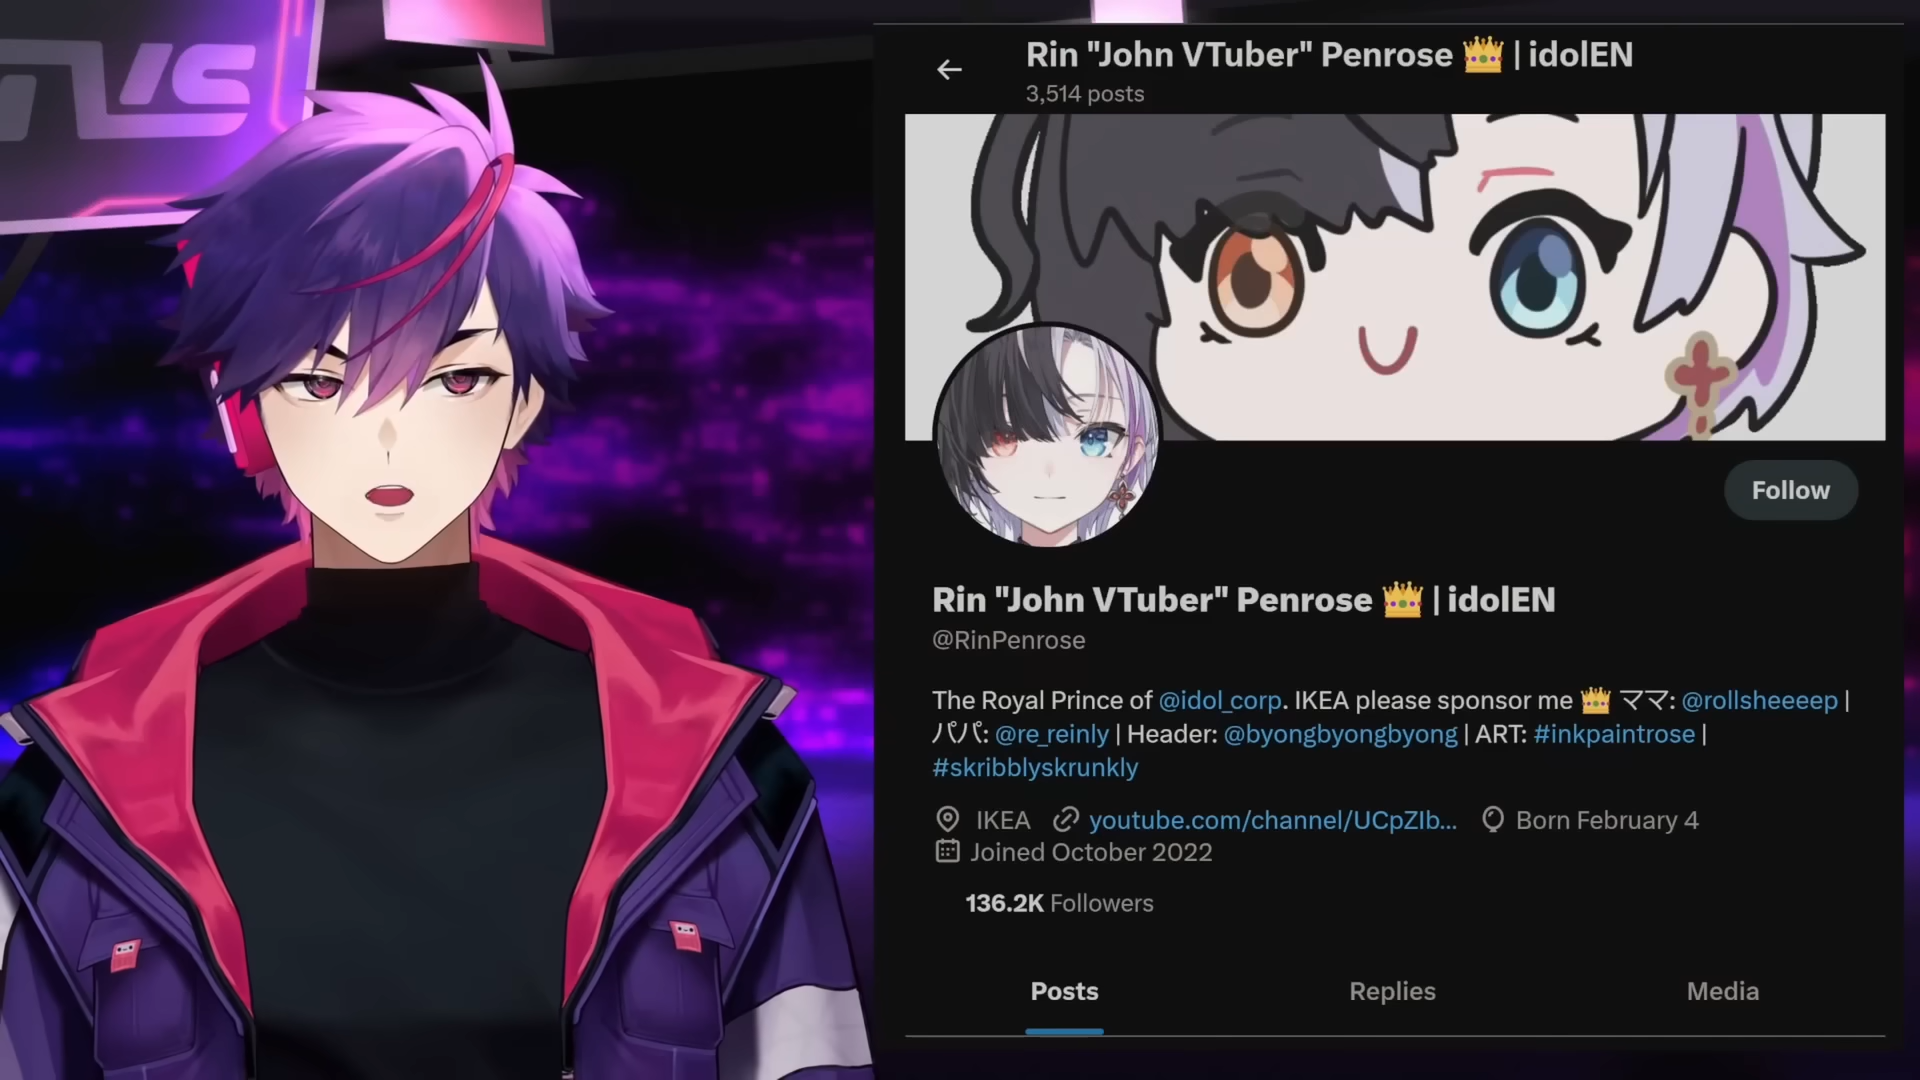 Rin "John VTuber" Penrose 👑 | idolEN
3,514 posts
Follow
Rin "John VTuber" Penrose 👑 | idolEN
@RinPenrose
The Royal Prince of @idol_corp. IKEA please sponsor me 👑 ママ: @rollsheeeep |
パパ: @re_reinly | Header: @byongbyongbyong | ART: #inkpaintrose |
#skribblyskrunkly
IKEA youtube.com/channel/UCpZIb... Born February 4
Joined October 2022
136.2K Followers
Posts Replies Media